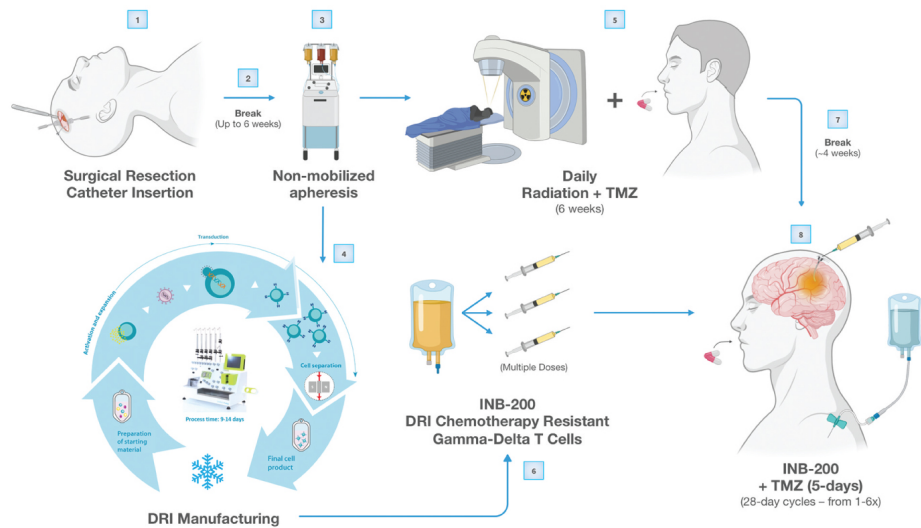 1
2
3
5
Break
(Up to 6 weeks)
Surgical Resection
Catheter Insertion
Non-mobilized
apheresis
+
Daily
Radiation + TMZ
(6 weeks)
7
Break
(~4 weeks)
4
Transduction
Activation and expansion
Cell separation
Process time: 9-14 days
Preparation
of starting
material
Final cell
product
DRI Manufacturing
(Multiple Doses)
INB-200
DRI Chemotherapy Resistant
Gamma-Delta T Cells
6
8
INB-200
+ TMZ (5-days)
(28-day cycles – from 1-6x)